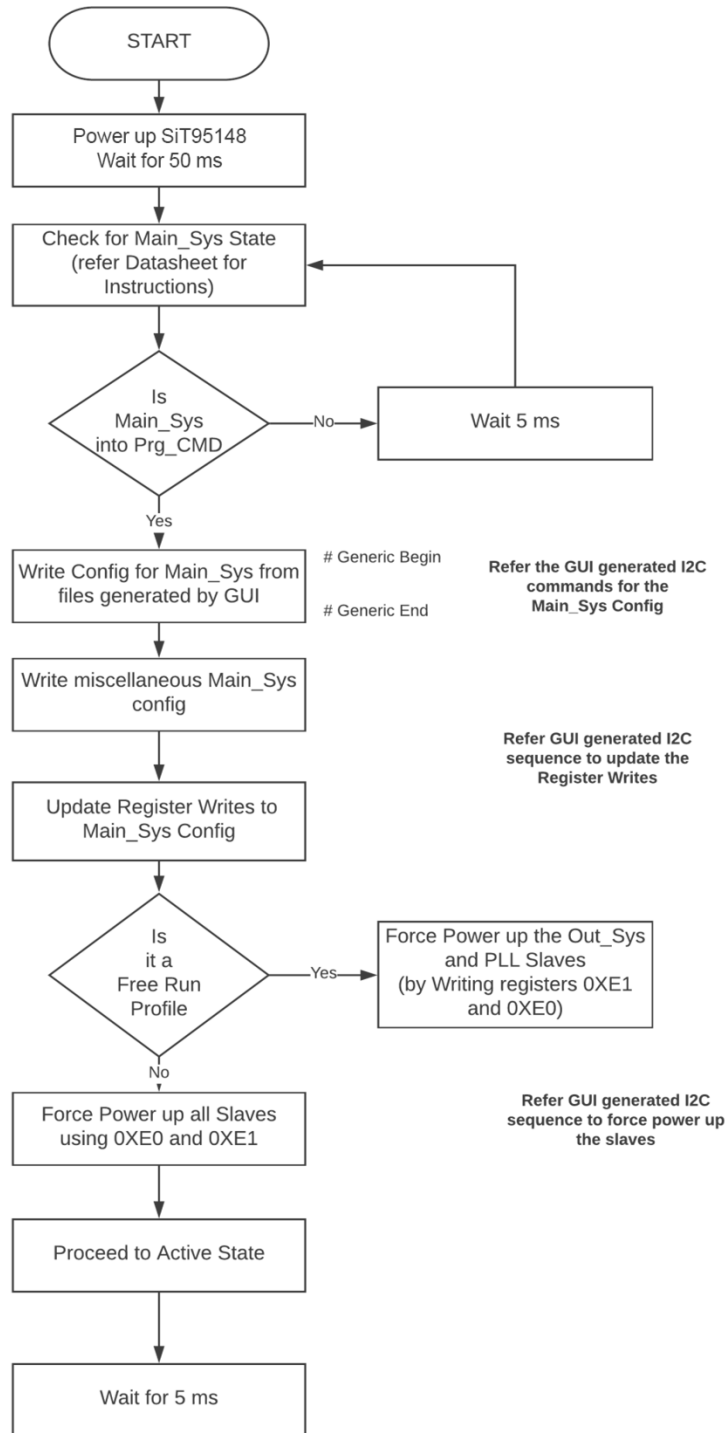 START
Power up SiT95148
Wait for 50 ms
Check for Main_Sys State
(refer Datasheet for
Instructions)
Is
Main_Sys
into Prg_CMD
No
Wait 5 ms
Yes
Write Config for Main_Sys from
files generated by GUI
# Generic Begin
# Generic End
Refer the GUI generated I2C
commands for the
Main_Sys Config
Write miscellaneous Main_Sys
config
Refer GUI generated I2C
sequence to update the
Register Writes
Update Register Writes to
Main_Sys Config
Is
it a
Free Run
Profile
Yes
Force Power up the Out_Sys
and PLL Slaves
(by Writing registers 0XE1
and 0XE0)
No
Force Power up all Slaves
using 0XE0 and 0XE1
Refer GUI generated I2C
sequence to force power up
the slaves
Proceed to Active State
Wait for 5 ms